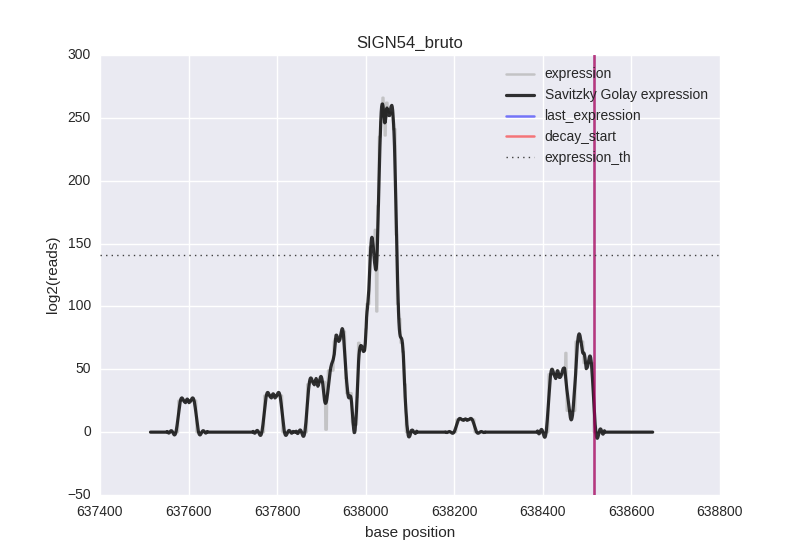 SIGN54_bruto
300
250
200
150
100
50
0
−50
log2(reads)
expression
Savitzky Golay expression
last_expression
decay_start
expression_th
637400 637600 637800 638000 638200 638400 638600 638800
base position